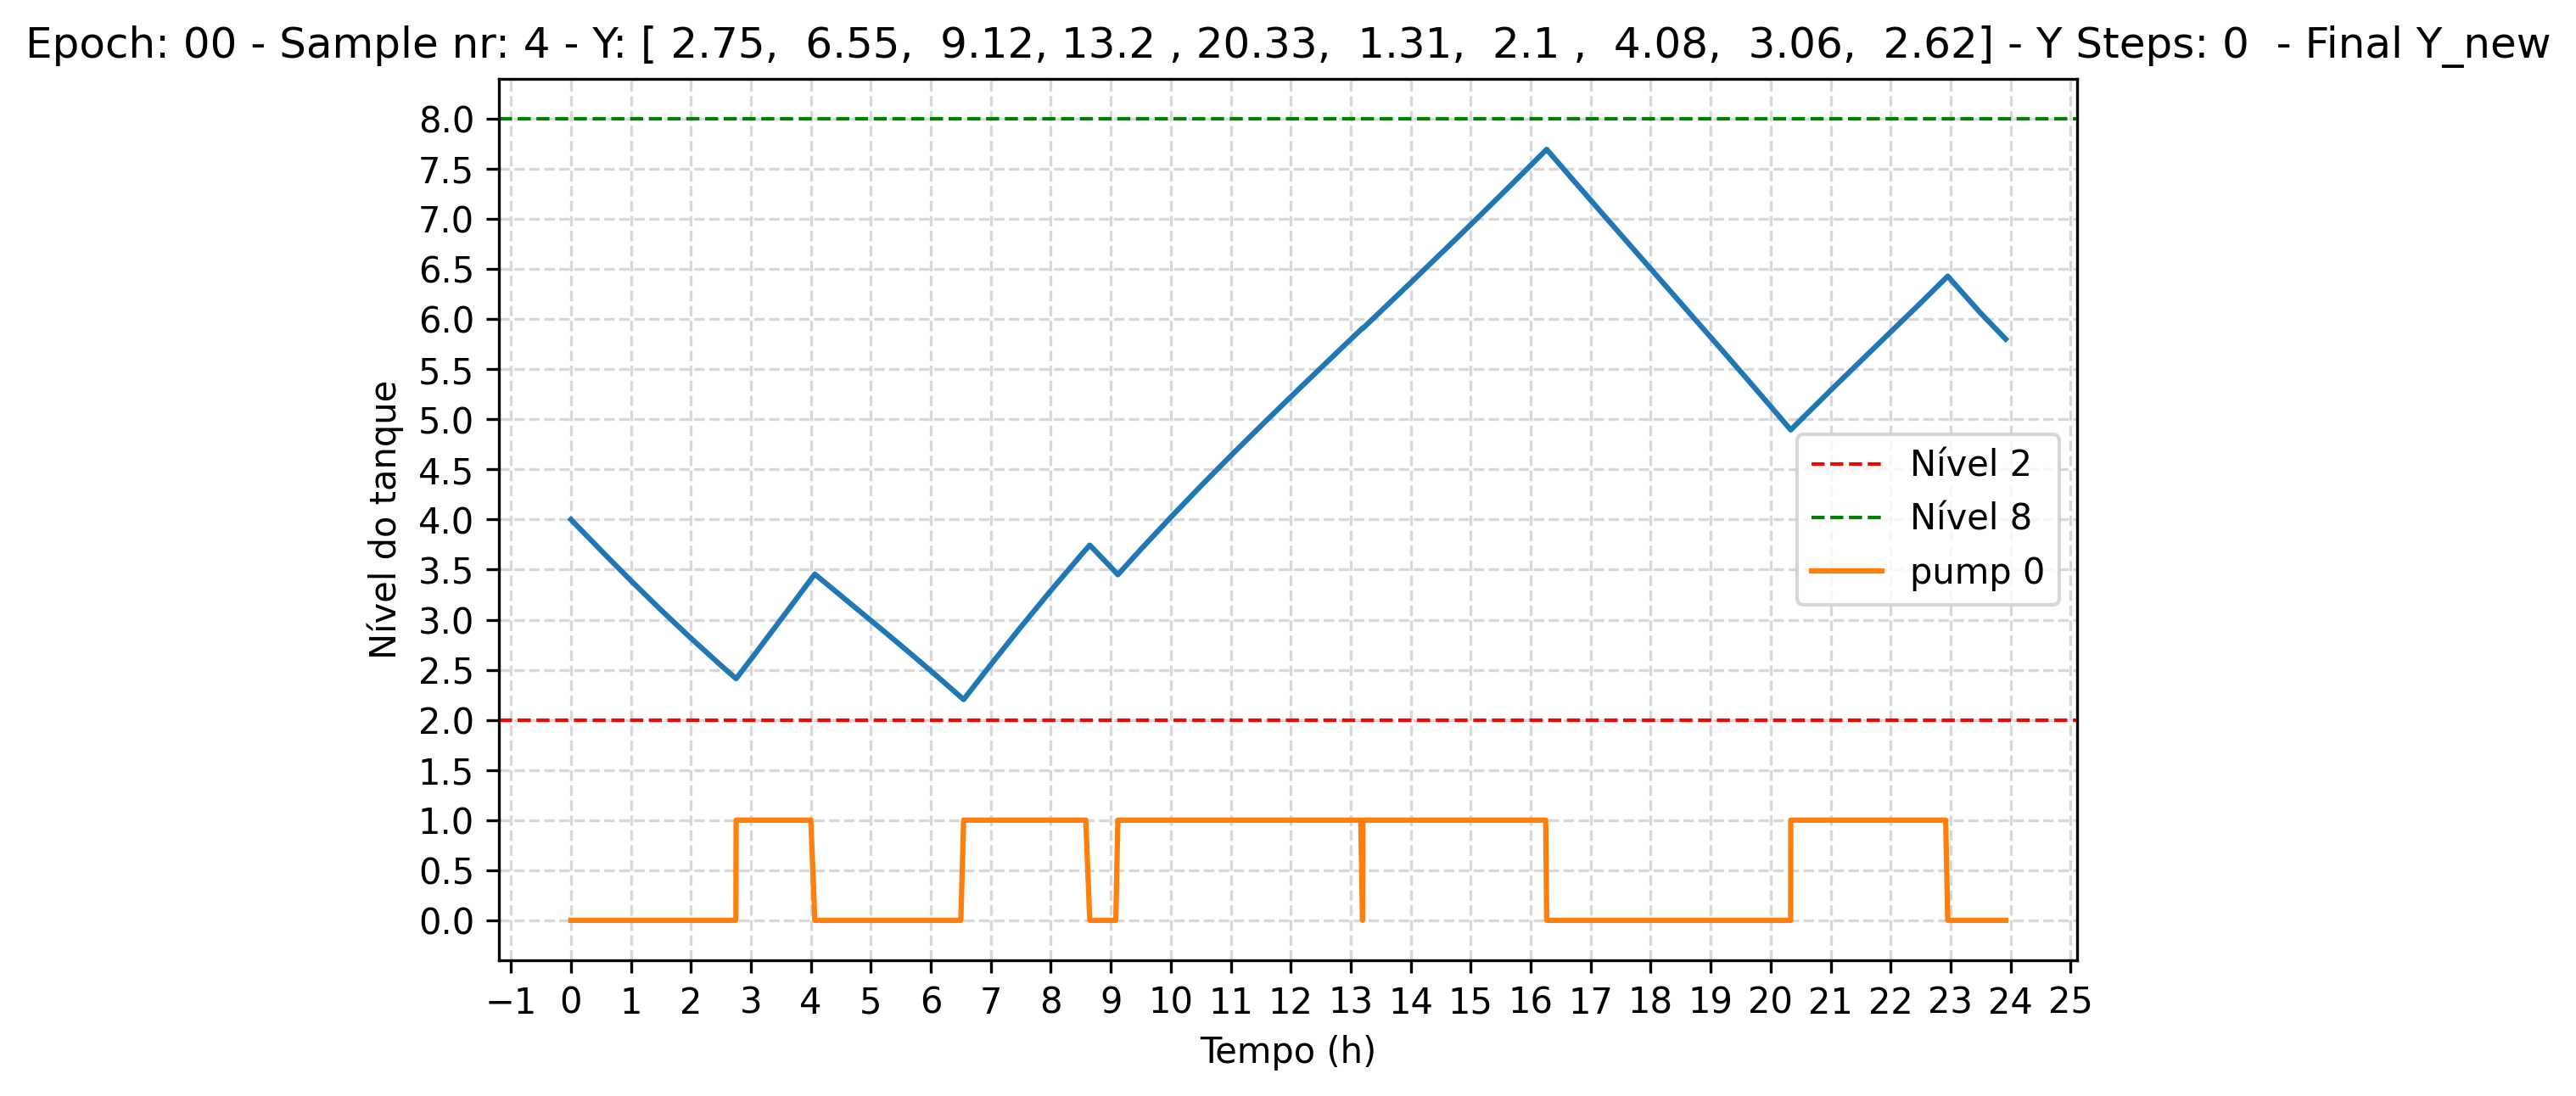 Epoch: 00 - Sample nr: 4 - Y: [ 2.75,  6.55,  9.12, 13.2 , 20.33,  1.31,  2.1 ,  4.08,  3.06,  2.62] - Y Steps: 0  - Final Y_new
8.0
7.5
7.0
6.5
6.0
5.5
5.0
4.5
4.0
3.5
3.0
2.5
2.0
1.5
1.0
0.5
0.0
Nível do tanque
Nível 2
Nível 8
pump 0
−1 0 1 2 3 4 5 6 7 8 9 10 11 12 13 14 15 16 17 18 19 20 21 22 23 24 25
Tempo (h)